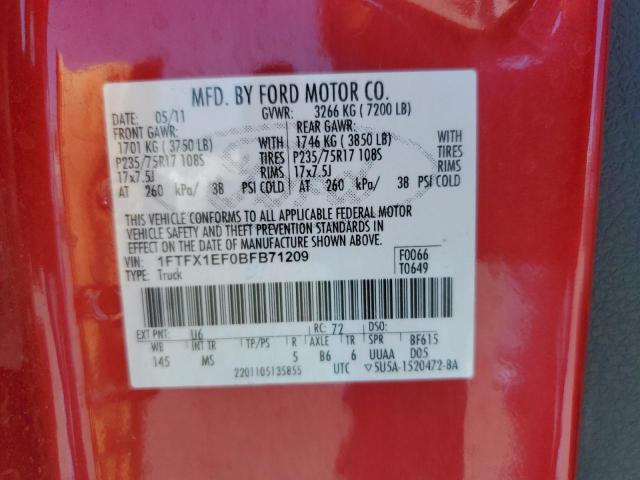 MFD. BY FORD MOTOR CO.
DATE: 05/11 GVWR: 3266 KG ( 7200 LB)
FRONT GAWR: REAR GAWR:
1701 KG ( 3750 LB) WITH 1746 KG ( 3850 LB) WITH
P235/75R17 108S TIRES P235/75R17 108S TIRES
17x7.5J RIMS 17x7.5J RIMS
AT 260 kPa/ 38 PSI COLD AT 260 kPa/ 38 PSI COLD
THIS VEHICLE CONFORMS TO ALL APPLICABLE FEDERAL MOTOR
VEHICLE SAFETY AND THEFT PREVENTION STANDARDS IN
EFFECT ON THE DATE OF MANUFACTURE SHOWN ABOVE.
VIN: 1FTFX1EF0BFB71209 F0066
TYPE: Truck T0649
EXT PNT: U6 RC: 72 DSO:
WB INT TR TP/PS R AXLE TR SPR BF615
145 MS 5 B6 6 UUAA D05
2201105135855 UTC ▽5U5A-1520472-BA